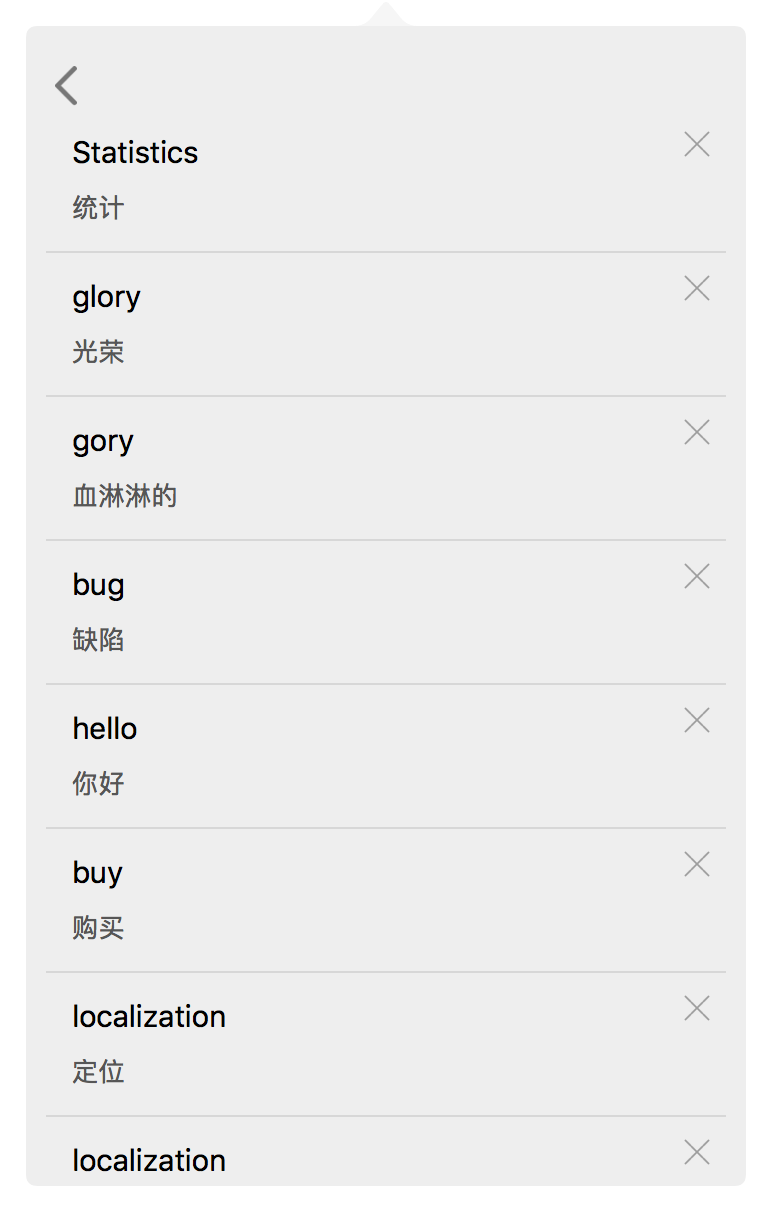 Statistics
统计
glory
光荣
gory
血淋淋的
bug
缺陷
hello
你好
buy
购买
localization
定位
localization